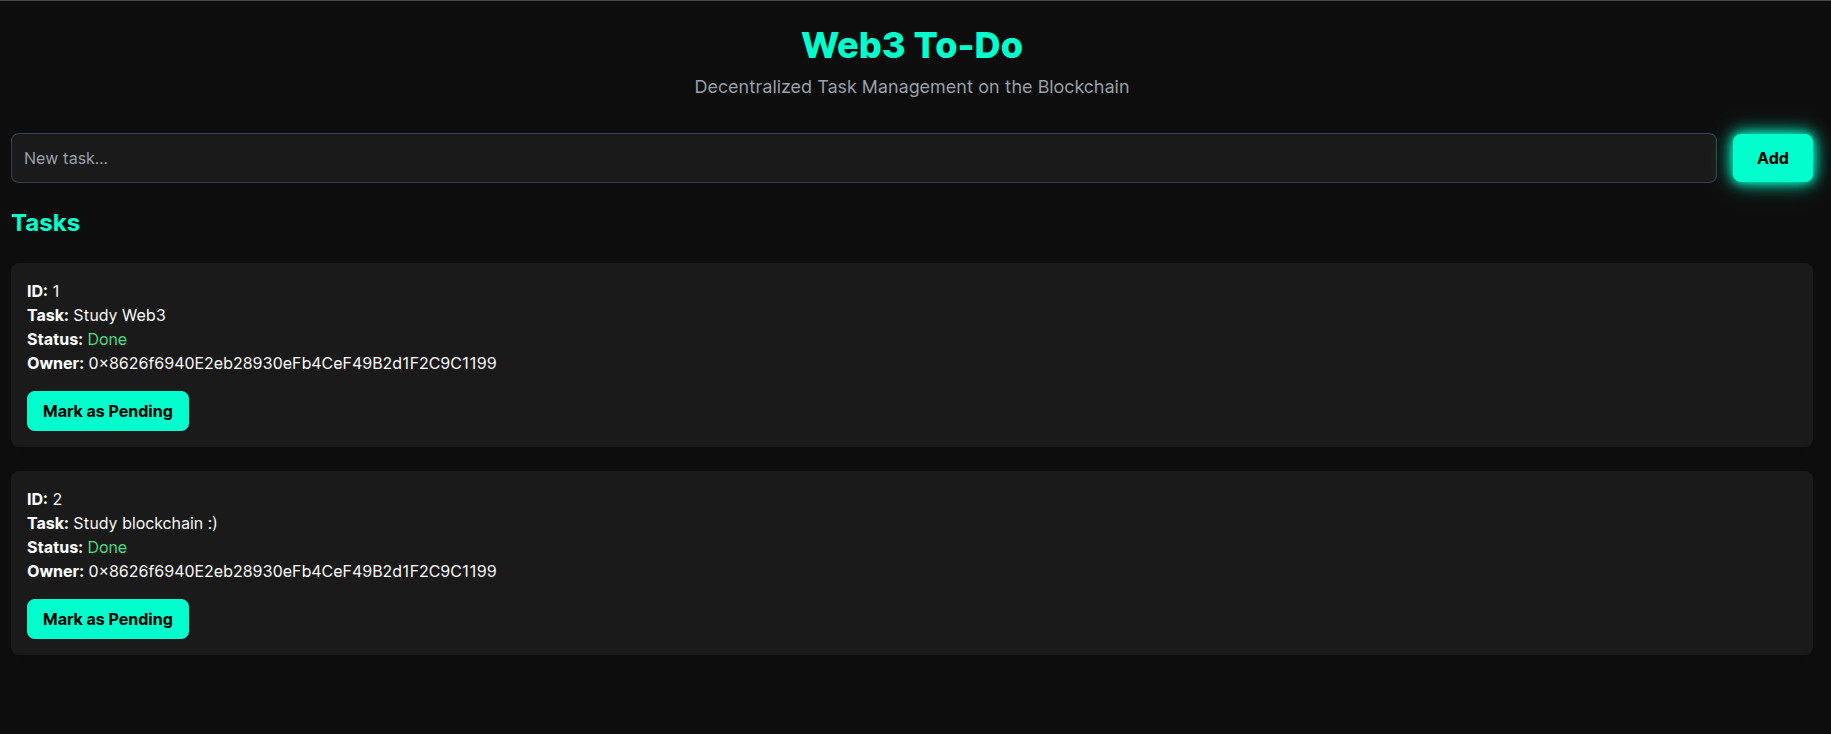 Web3 To-Do
Decentralized Task Management on the Blockchain
New task...
Add
Tasks
ID: 1
Task: Study Web3
Status: Done
Owner: 0x8626f6940E2eb28930eFb4CeF49B2d1F2C9C1199
Mark as Pending
ID: 2
Task: Study blockchain :)
Status: Done
Owner: 0x8626f6940E2eb28930eFb4CeF49B2d1F2C9C1199
Mark as Pending